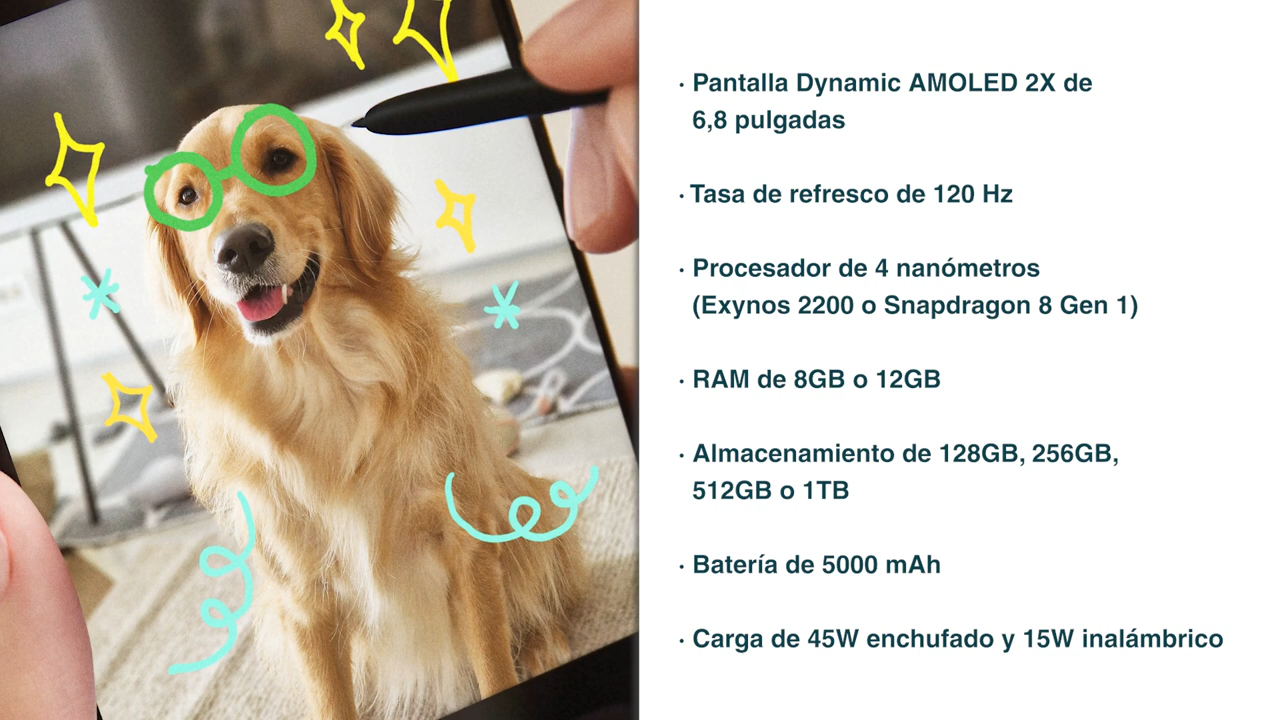 · Pantalla Dynamic AMOLED 2X de
6,8 pulgadas
· Tasa de refresco de 120 Hz
· Procesador de 4 nanómetros
(Exynos 2200 o Snapdragon 8 Gen 1)
· RAM de 8GB o 12GB
· Almacenamiento de 128GB, 256GB,
512GB o 1TB
· Batería de 5000 mAh
· Carga de 45W enchufado y 15W inalámbrico